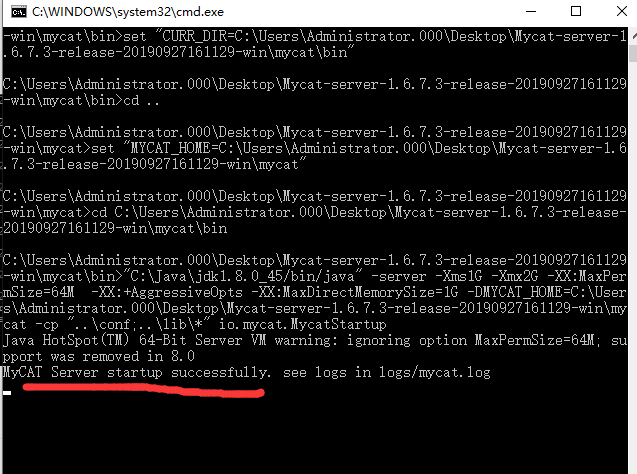 C:\WINDOWS\system32\cmd.exe
-win\mycat\bin>set "CURR_DIR=C:\Users\Administrator.000\Desktop\Mycat-server-1
.6.7.3-release-20190927161129-win\mycat\bin"
C:\Users\Administrator.000\Desktop\Mycat-server-1.6.7.3-release-20190927161129
-win\mycat\bin>cd ..
C:\Users\Administrator.000\Desktop\Mycat-server-1.6.7.3-release-20190927161129
-win\mycat>set "MYCAT_HOME=C:\Users\Administrator.000\Desktop\Mycat-server-1.6
.7.3-release-20190927161129-win\mycat"
C:\Users\Administrator.000\Desktop\Mycat-server-1.6.7.3-release-20190927161129
-win\mycat>cd C:\Users\Administrator.000\Desktop\Mycat-server-1.6.7.3-release-
20190927161129-win\mycat\bin
C:\Users\Administrator.000\Desktop\Mycat-server-1.6.7.3-release-20190927161129
-win\mycat\bin>"C:\Java\jdk1.8.0_45/bin/java" -server -Xms1G -Xmx2G -XX:MaxPer
mSize=64M  -XX:+AggressiveOpts -XX:MaxDirectMemorySize=1G -DMYCAT_HOME=C:\User
s\Administrator.000\Desktop\Mycat-server-1.6.7.3-release-20190927161129-win\my
cat -cp "..\conf;..\lib\*" io.mycat.MycatStartup
Java HotSpot(TM) 64-Bit Server VM warning: ignoring option MaxPermSize=64M; su
pport was removed in 8.0
MyCAT Server startup successfully. see logs in logs/mycat.log